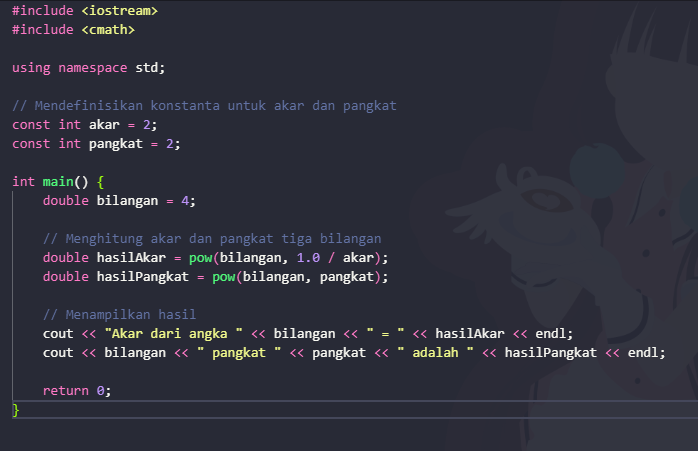 #include <iostream>
#include <cmath>
using namespace std;
// Mendefinisikan konstanta untuk akar dan pangkat
const int akar = 2;
const int pangkat = 2;
int main() {
    double bilangan = 4;
    // Menghitung akar dan pangkat tiga bilangan
    double hasilAkar = pow(bilangan, 1.0 / akar);
    double hasilPangkat = pow(bilangan, pangkat);
    // Menampilkan hasil
    cout << "Akar dari angka " << bilangan << " = " << hasilAkar << endl;
    cout << bilangan << " pangkat " << pangkat << " adalah " << hasilPangkat << endl;
    return 0;
}